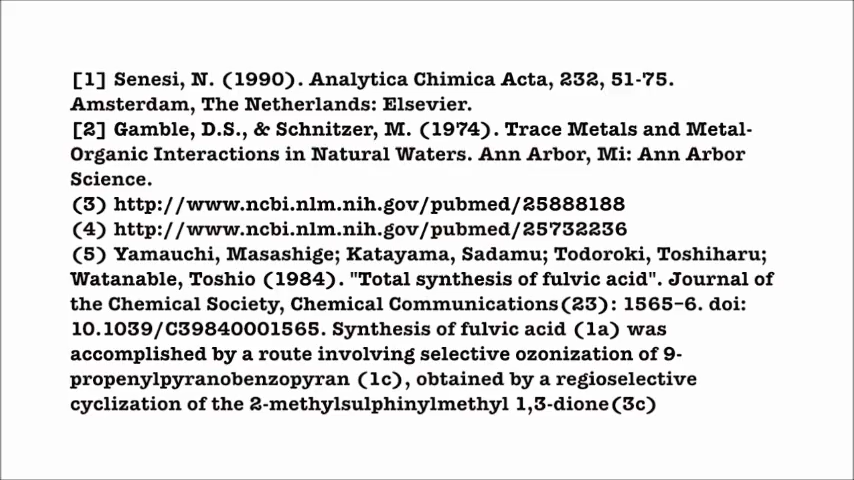 [1] Senesi, N. (1990). Analytica Chimica Acta, 232, 51-75.
Amsterdam, The Netherlands: Elsevier.
[2] Gamble, D.S., & Schnitzer, M. (1974). Trace Metals and Metal-
Organic Interactions in Natural Waters. Ann Arbor, Mi: Ann Arbor
Science.
(3) http://www.ncbi.nlm.nih.gov/pubmed/25888188
(4) http://www.ncbi.nlm.nih.gov/pubmed/25732236
(5) Yamauchi, Masashige; Katayama, Sadamu; Todoroki, Toshiharu;
Watanable, Toshio (1984). "Total synthesis of fulvic acid". Journal of
the Chemical Society, Chemical Communications(23): 1565–6. doi:
10.1039/C39840001565. Synthesis of fulvic acid (1a) was
accomplished by a route involving selective ozonization of 9-
propenylpyranobenzopyran (1c), obtained by a regioselective
cyclization of the 2-methylsulphinylmethyl 1,3-dione(3c)